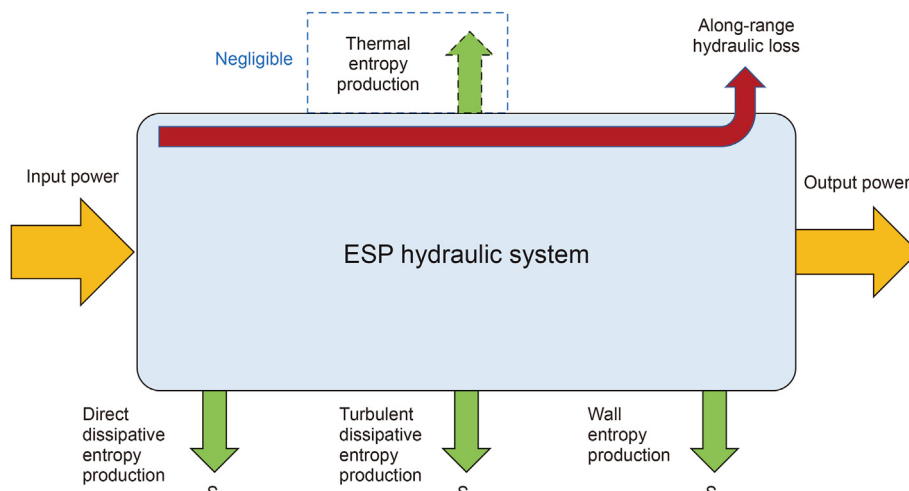 Thermal
entropy
production
Negligible
Along-range
hydraulic loss
Input power
Output power
ESP hydraulic system
Direct
dissipative
entropy
production
Turbulent
dissipative
entropy
production
Wall
entropy
production